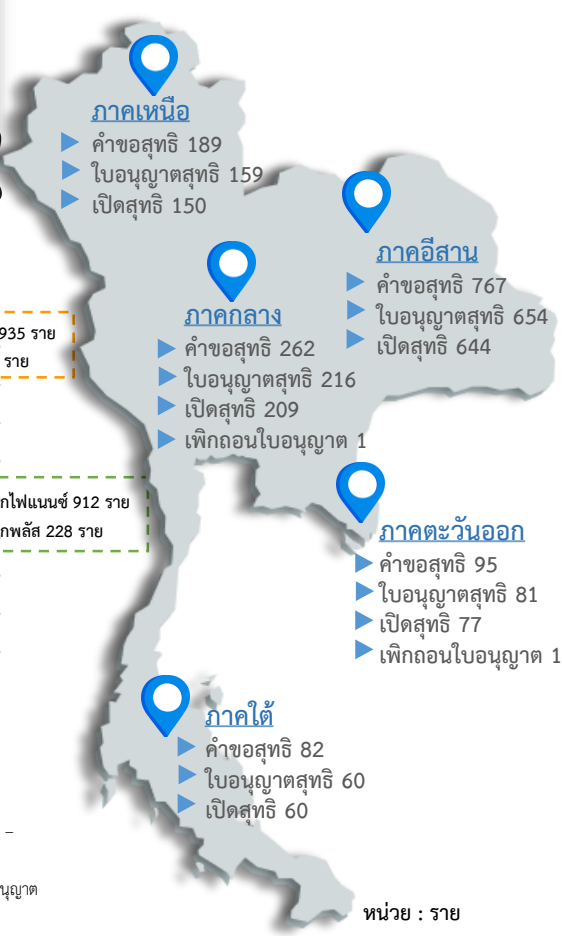 ภาคเหนือ
คำขอสุทธิ 189
ใบอนุญาตสุทธิ 159
เปิดสุทธิ 150
ภาคอีสาน
คำขอสุทธิ 767
ใบอนุญาตสุทธิ 654
เปิดสุทธิ 644
ภาคกลาง
คำขอสุทธิ 262
ใบอนุญาตสุทธิ 216
เปิดสุทธิ 209
เพิกถอนใบอนุญาต 1
935 ราย
ราย
กไฟแนนซ์ 912 ราย
กพลัส 228 ราย
ภาคตะวันออก
คำขอสุทธิ 95
ใบอนุญาตสุทธิ 81
เปิดสุทธิ 77
เพิกถอนใบอนุญาต 1
ภาคใต้
คำขอสุทธิ 82
ใบอนุญาตสุทธิ 60
เปิดสุทธิ 60
นุญาต
หน่วย : ราย